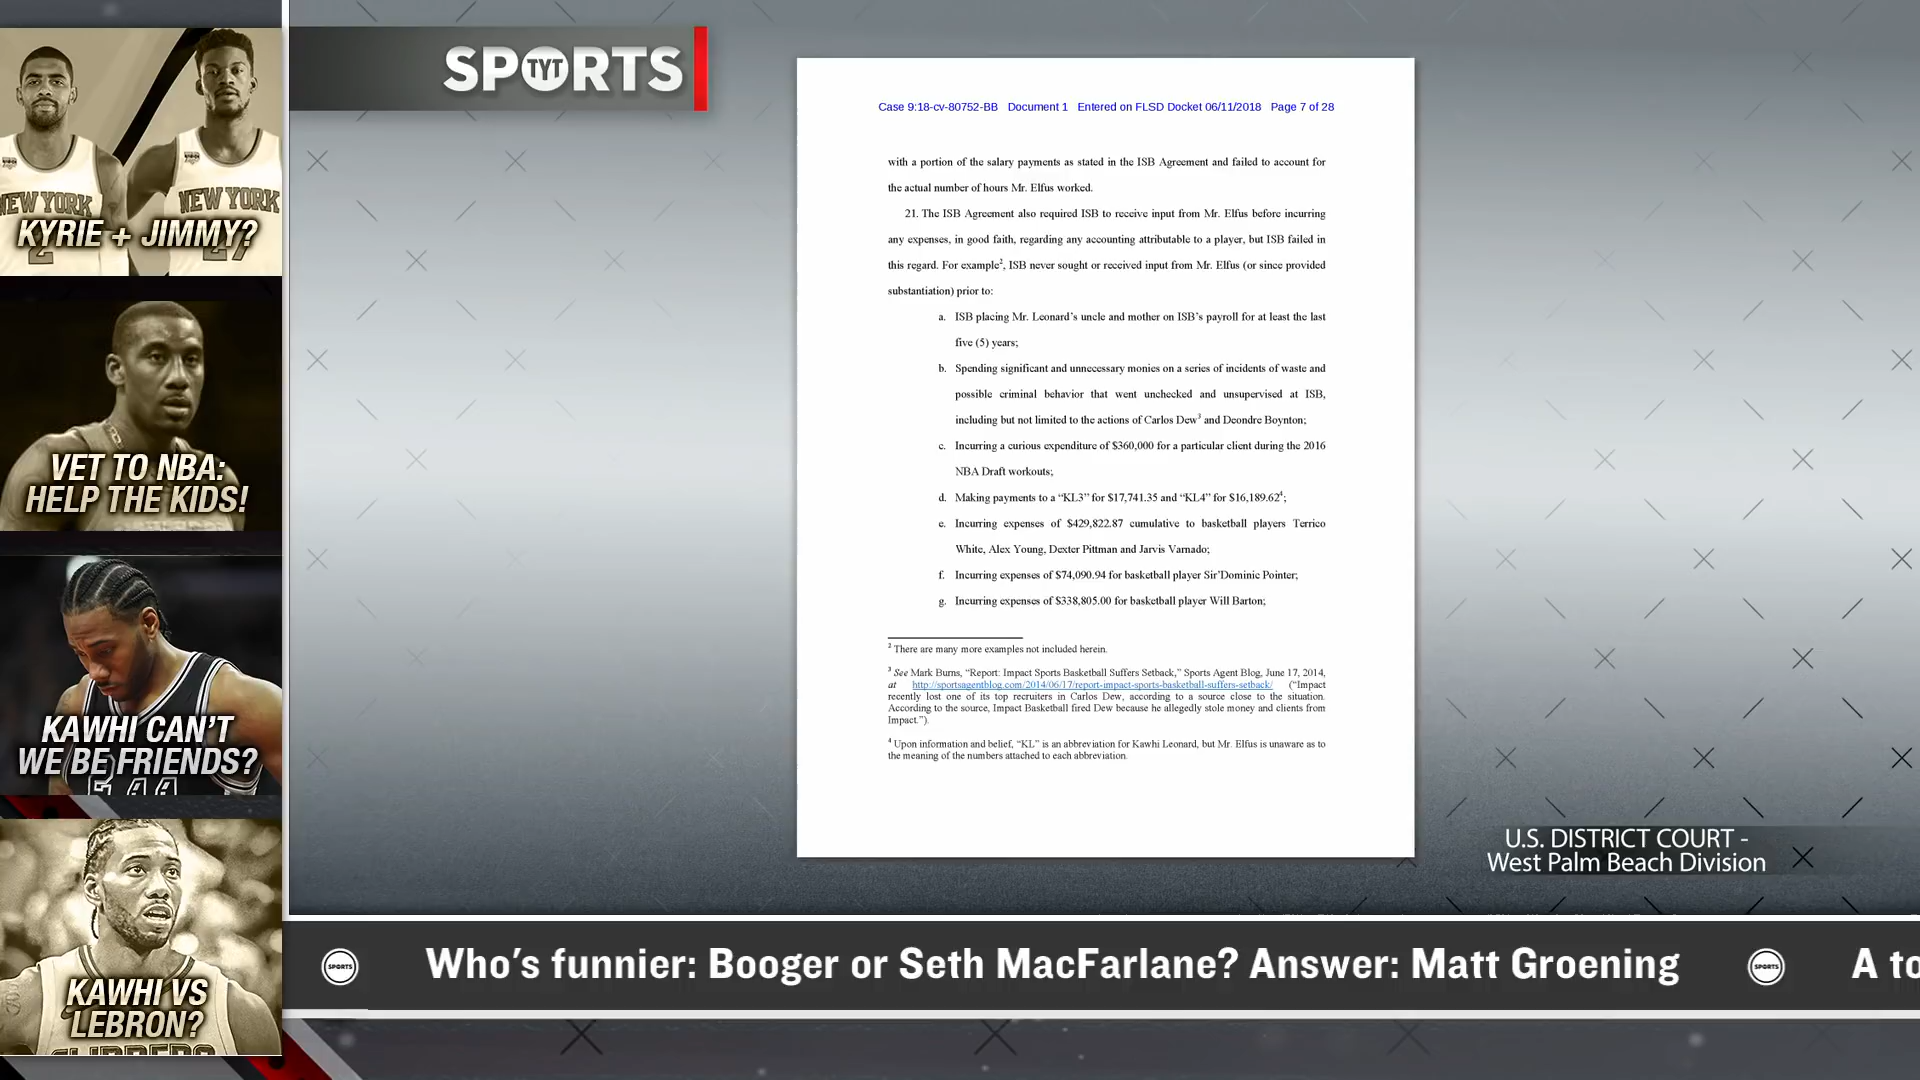 SPORTS
TYT
NEW YORK
NEW YORK
KYRIE + JIMMY?
VET TO NBA:
HELP THE KIDS!
KAWHI CAN'T
WE BE FRIENDS?
KAWHI VS
LEBRON?
Case 9:18-cv-80752-BB Document 1 Entered on FLSD Docket 06/11/2018 Page 7 of 28
with a portion of the salary payments as stated in the ISB Agreement and failed to account for
the actual number of hours Mr. Elfus worked.
21. The ISB Agreement also required ISB to receive input from Mr. Elfus before incurring
any expenses, in good faith, regarding any accounting attributable to a player, but ISB failed in
this regard. For example2, ISB never sought or received input from Mr. Elfus (or since provided
substantiation) prior to:
a. ISB placing Mr. Leonard's uncle and mother on ISB's payroll for at least the last
five (5) years;
b. Spending significant and unnecessary monies on a series of incidents of waste and
possible criminal behavior that went unchecked and unsupervised at ISB,
including but not limited to the actions of Carlos Dew3 and Deondre Boynton;
c. Incurring a curious expenditure of $360,000 for a particular client during the 2016
NBA Draft workouts;
d. Making payments to a “KL3” for $17,741.35 and “KL4” for $16,189.624;
e. Incurring expenses of $429,822.87 cumulative to basketball players Terrico
White, Alex Young, Dexter Pittman and Jarvis Varnado;
f. Incurring expenses of $74,090.94 for basketball player Sir'Dominic Pointer;
g. Incurring expenses of $338,805.00 for basketball player Will Barton;
2 There are many more examples not included herein.
3 See Mark Burns, “Report: Impact Sports Basketball Suffers Setback,” Sports Agent Blog, June 17, 2014,
at http://sportsagentblog.com/2014/06/17/report-impact-sports-basketball-suffers-setback/ (“Impact
recently lost one of its top recruiters in Carlos Dew, according to a source close to the situation.
According to the source, Impact Basketball fired Dew because he allegedly stole money and clients from
Impact.”).
4 Upon information and belief, “KL” is an abbreviation for Kawhi Leonard, but Mr. Elfus is unaware as to
the meaning of the numbers attached to each abbreviation.
U.S. DISTRICT COURT -
West Palm Beach Division
SPORTS Who's funnier: Booger or Seth MacFarlane? Answer: Matt Groening SPORTS A to